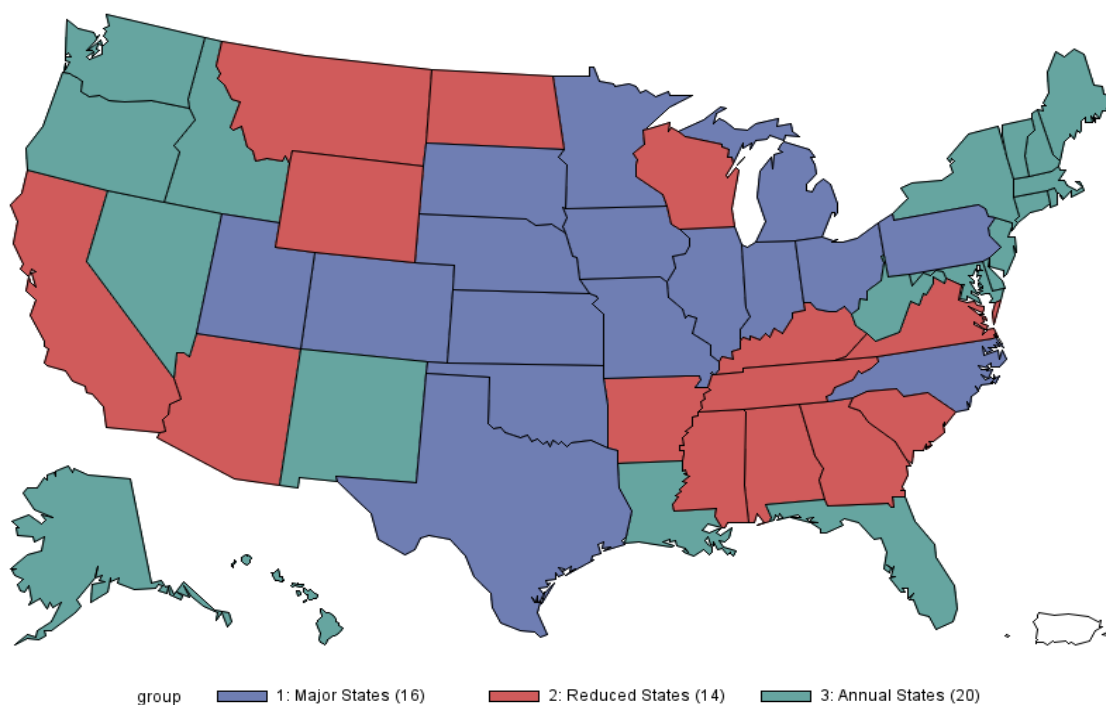 group 1: Major States (16) 2: Reduced States (14) 3: Annual States (20)